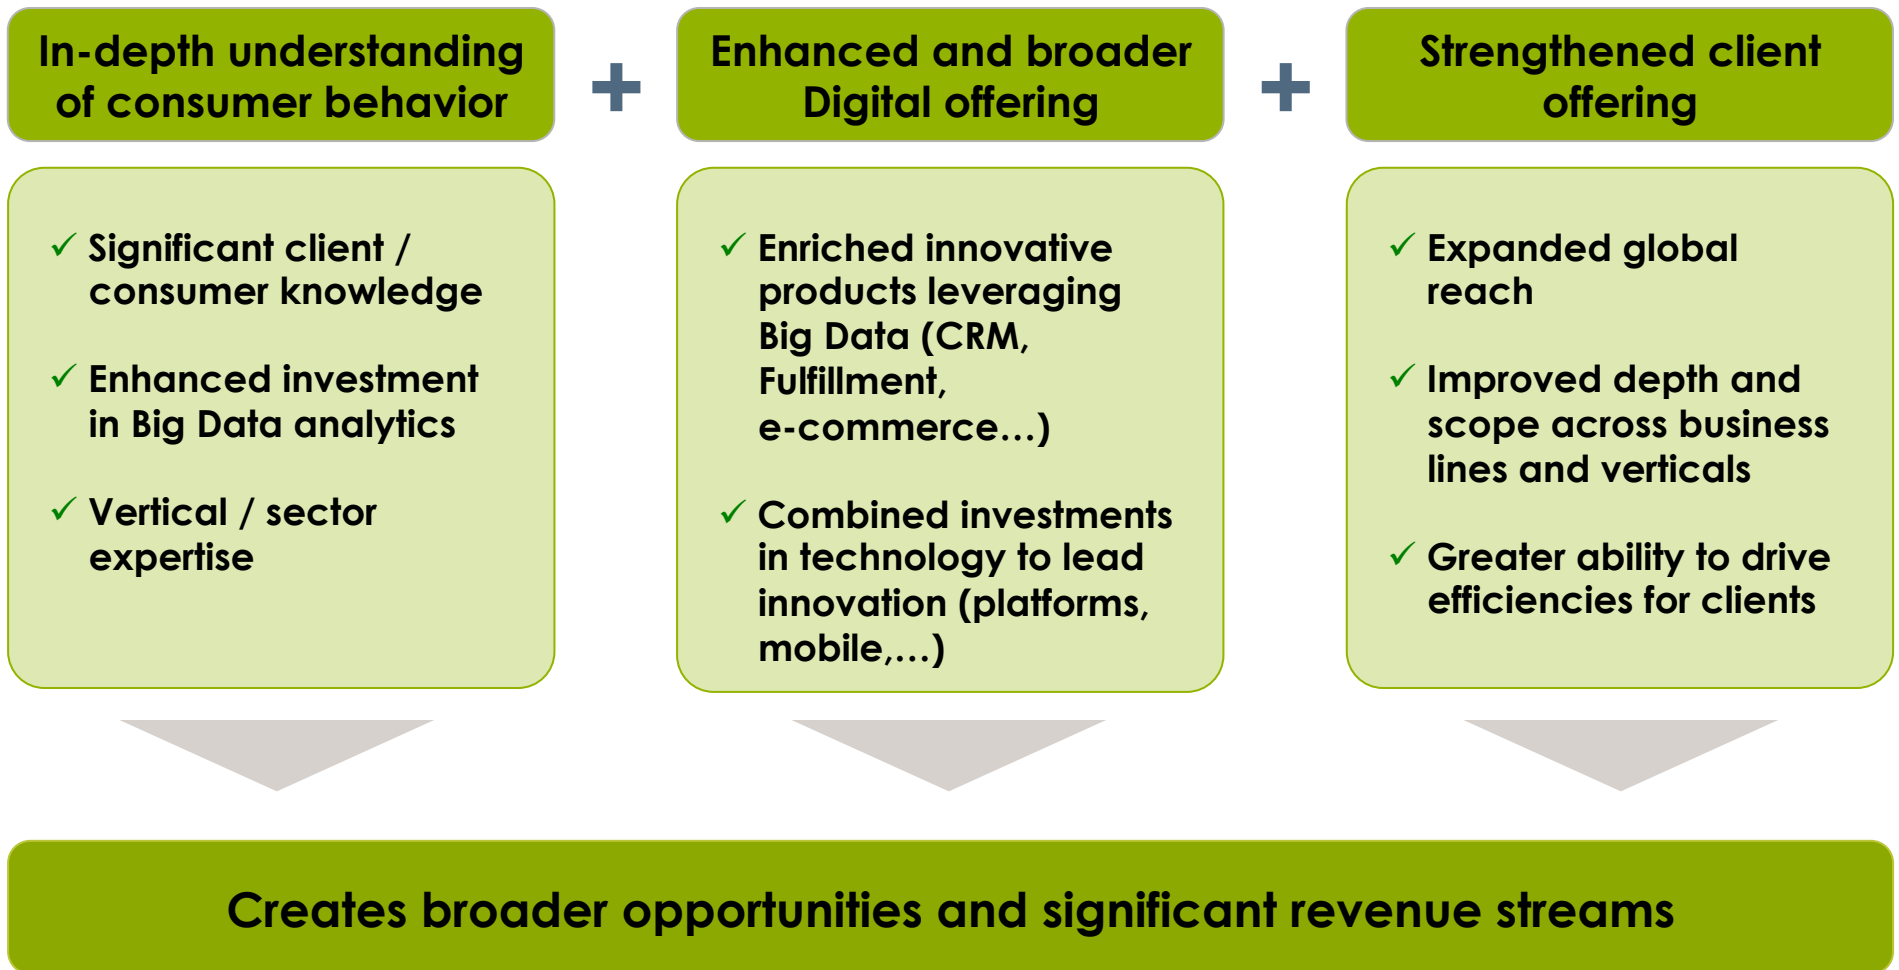 In-depth understanding
of consumer behavior
+
Enhanced and broader
Digital offering
+
Strengthened client
offering
✓ Significant client /
consumer knowledge
✓ Enhanced investment
in Big Data analytics
✓ Vertical / sector
expertise
✓ Enriched innovative
products leveraging
Big Data (CRM,
Fulfillment,
e-commerce…)
✓ Combined investments
in technology to lead
innovation (platforms,
mobile,…)
✓ Expanded global
reach
✓ Improved depth and
scope across business
lines and verticals
✓ Greater ability to drive
efficiencies for clients
Creates broader opportunities and significant revenue streams